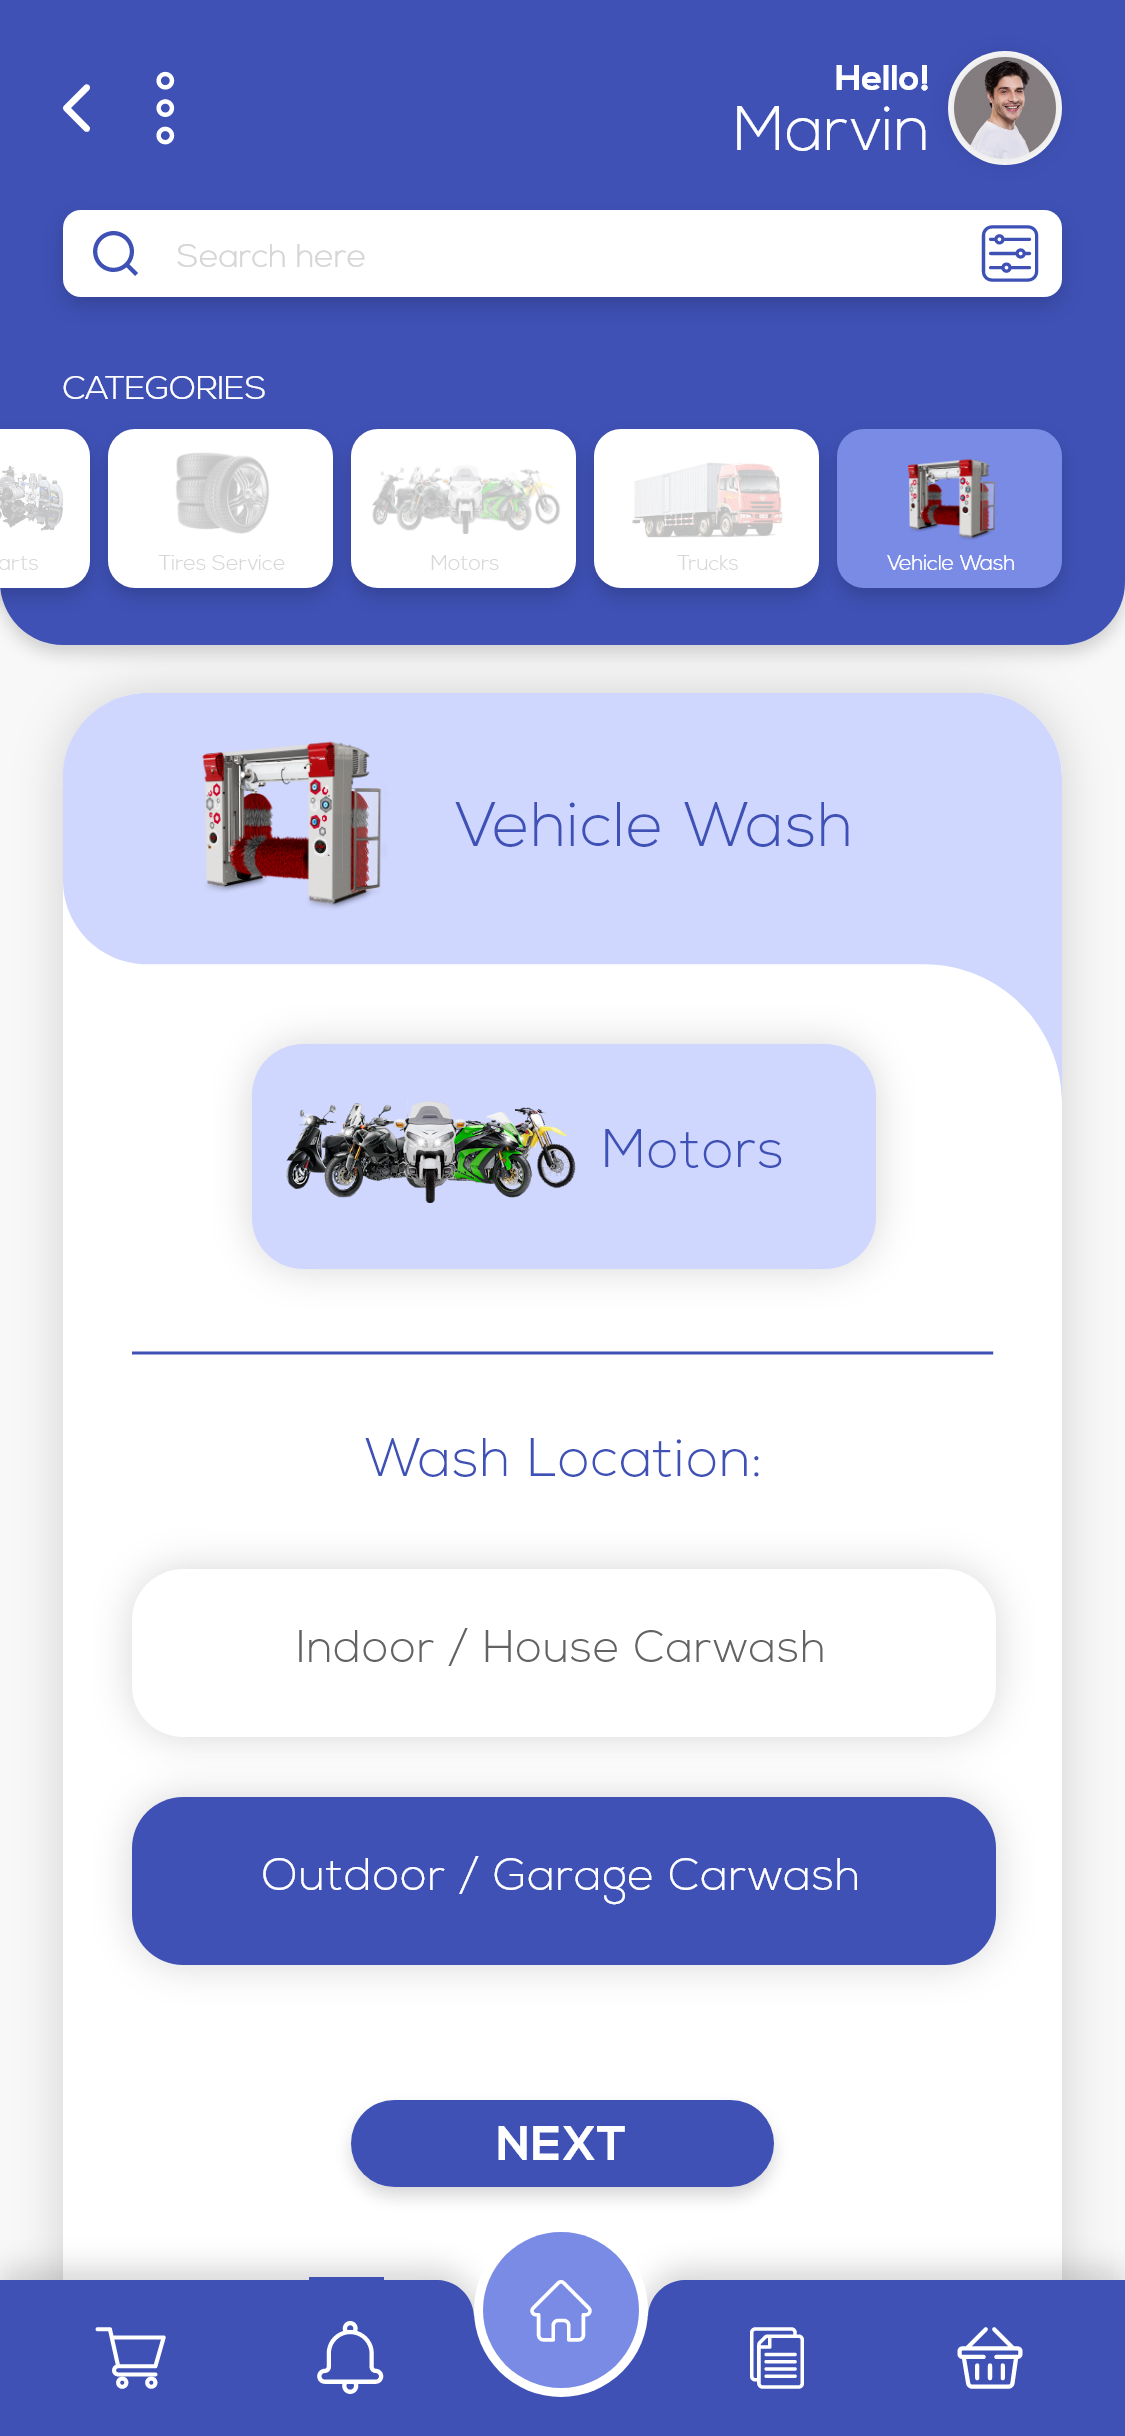 Hello!
Marvin
Search here
CATEGORIES
arts
Tires Service
Motors
Trucks
Vehicle Wash
Vehicle Wash
Motors
Wash Location:
Indoor / House Carwash
Outdoor / Garage Carwash
NEXT